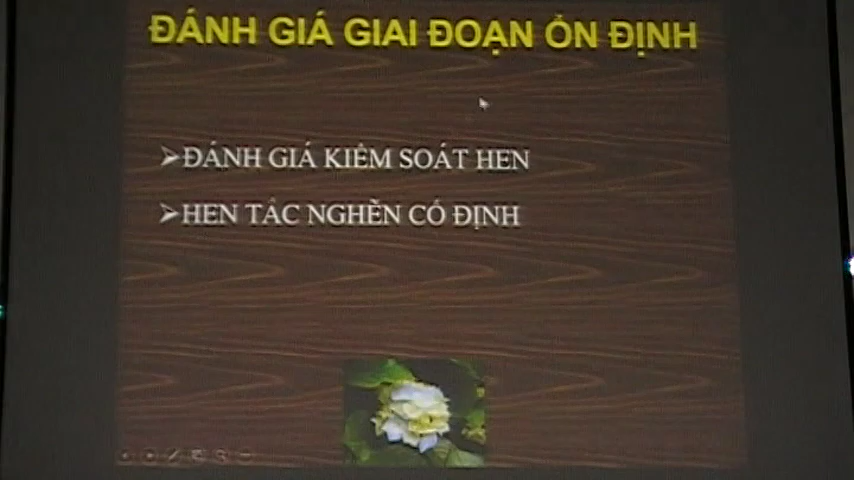 ĐÁNH GIÁ GIAI ĐOẠN ỔN ĐỊNH
➢ĐÁNH GIÁ KIỂM SOÁT HEN
➢HEN TẮC NGHẼN CỐ ĐỊNH